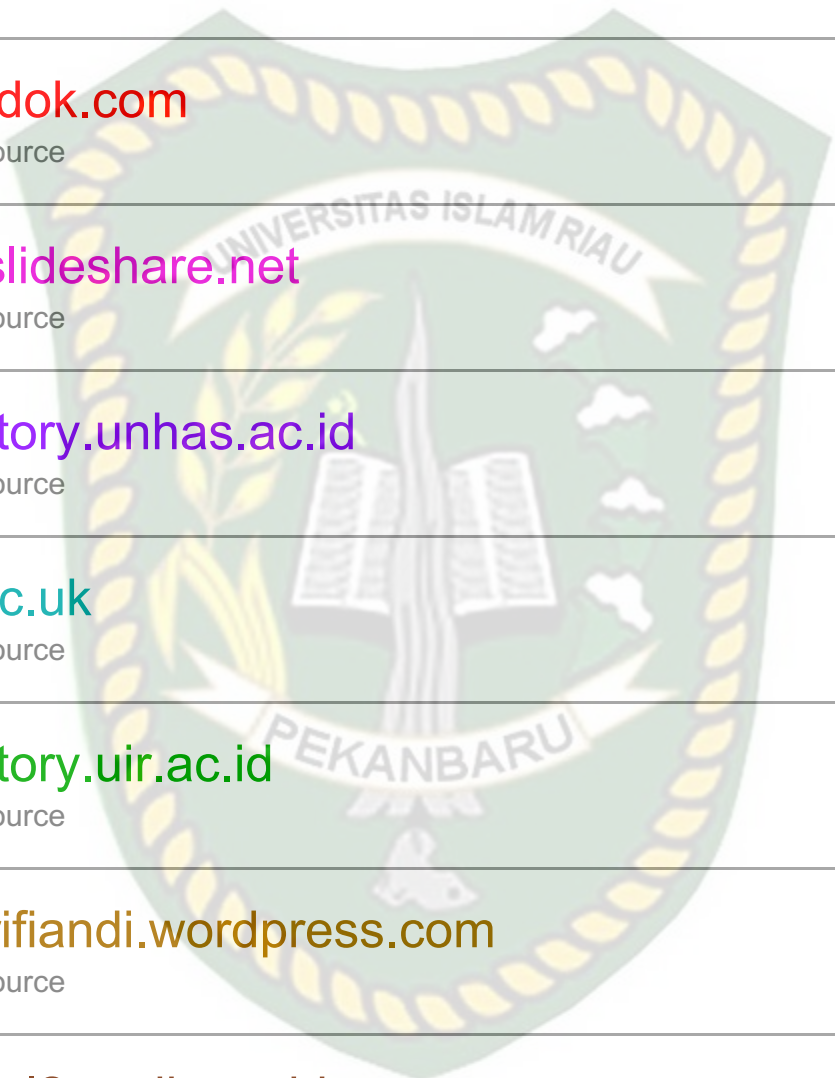 dok.com
ource
UNIVERSITAS ISLAM RIAU
slideshare.net
ource
tory.unhas.ac.id
ource
c.uk
ource
tory.uir.ac.id
ource
PEKANBARU
ifiandi.wordpress.com
ource